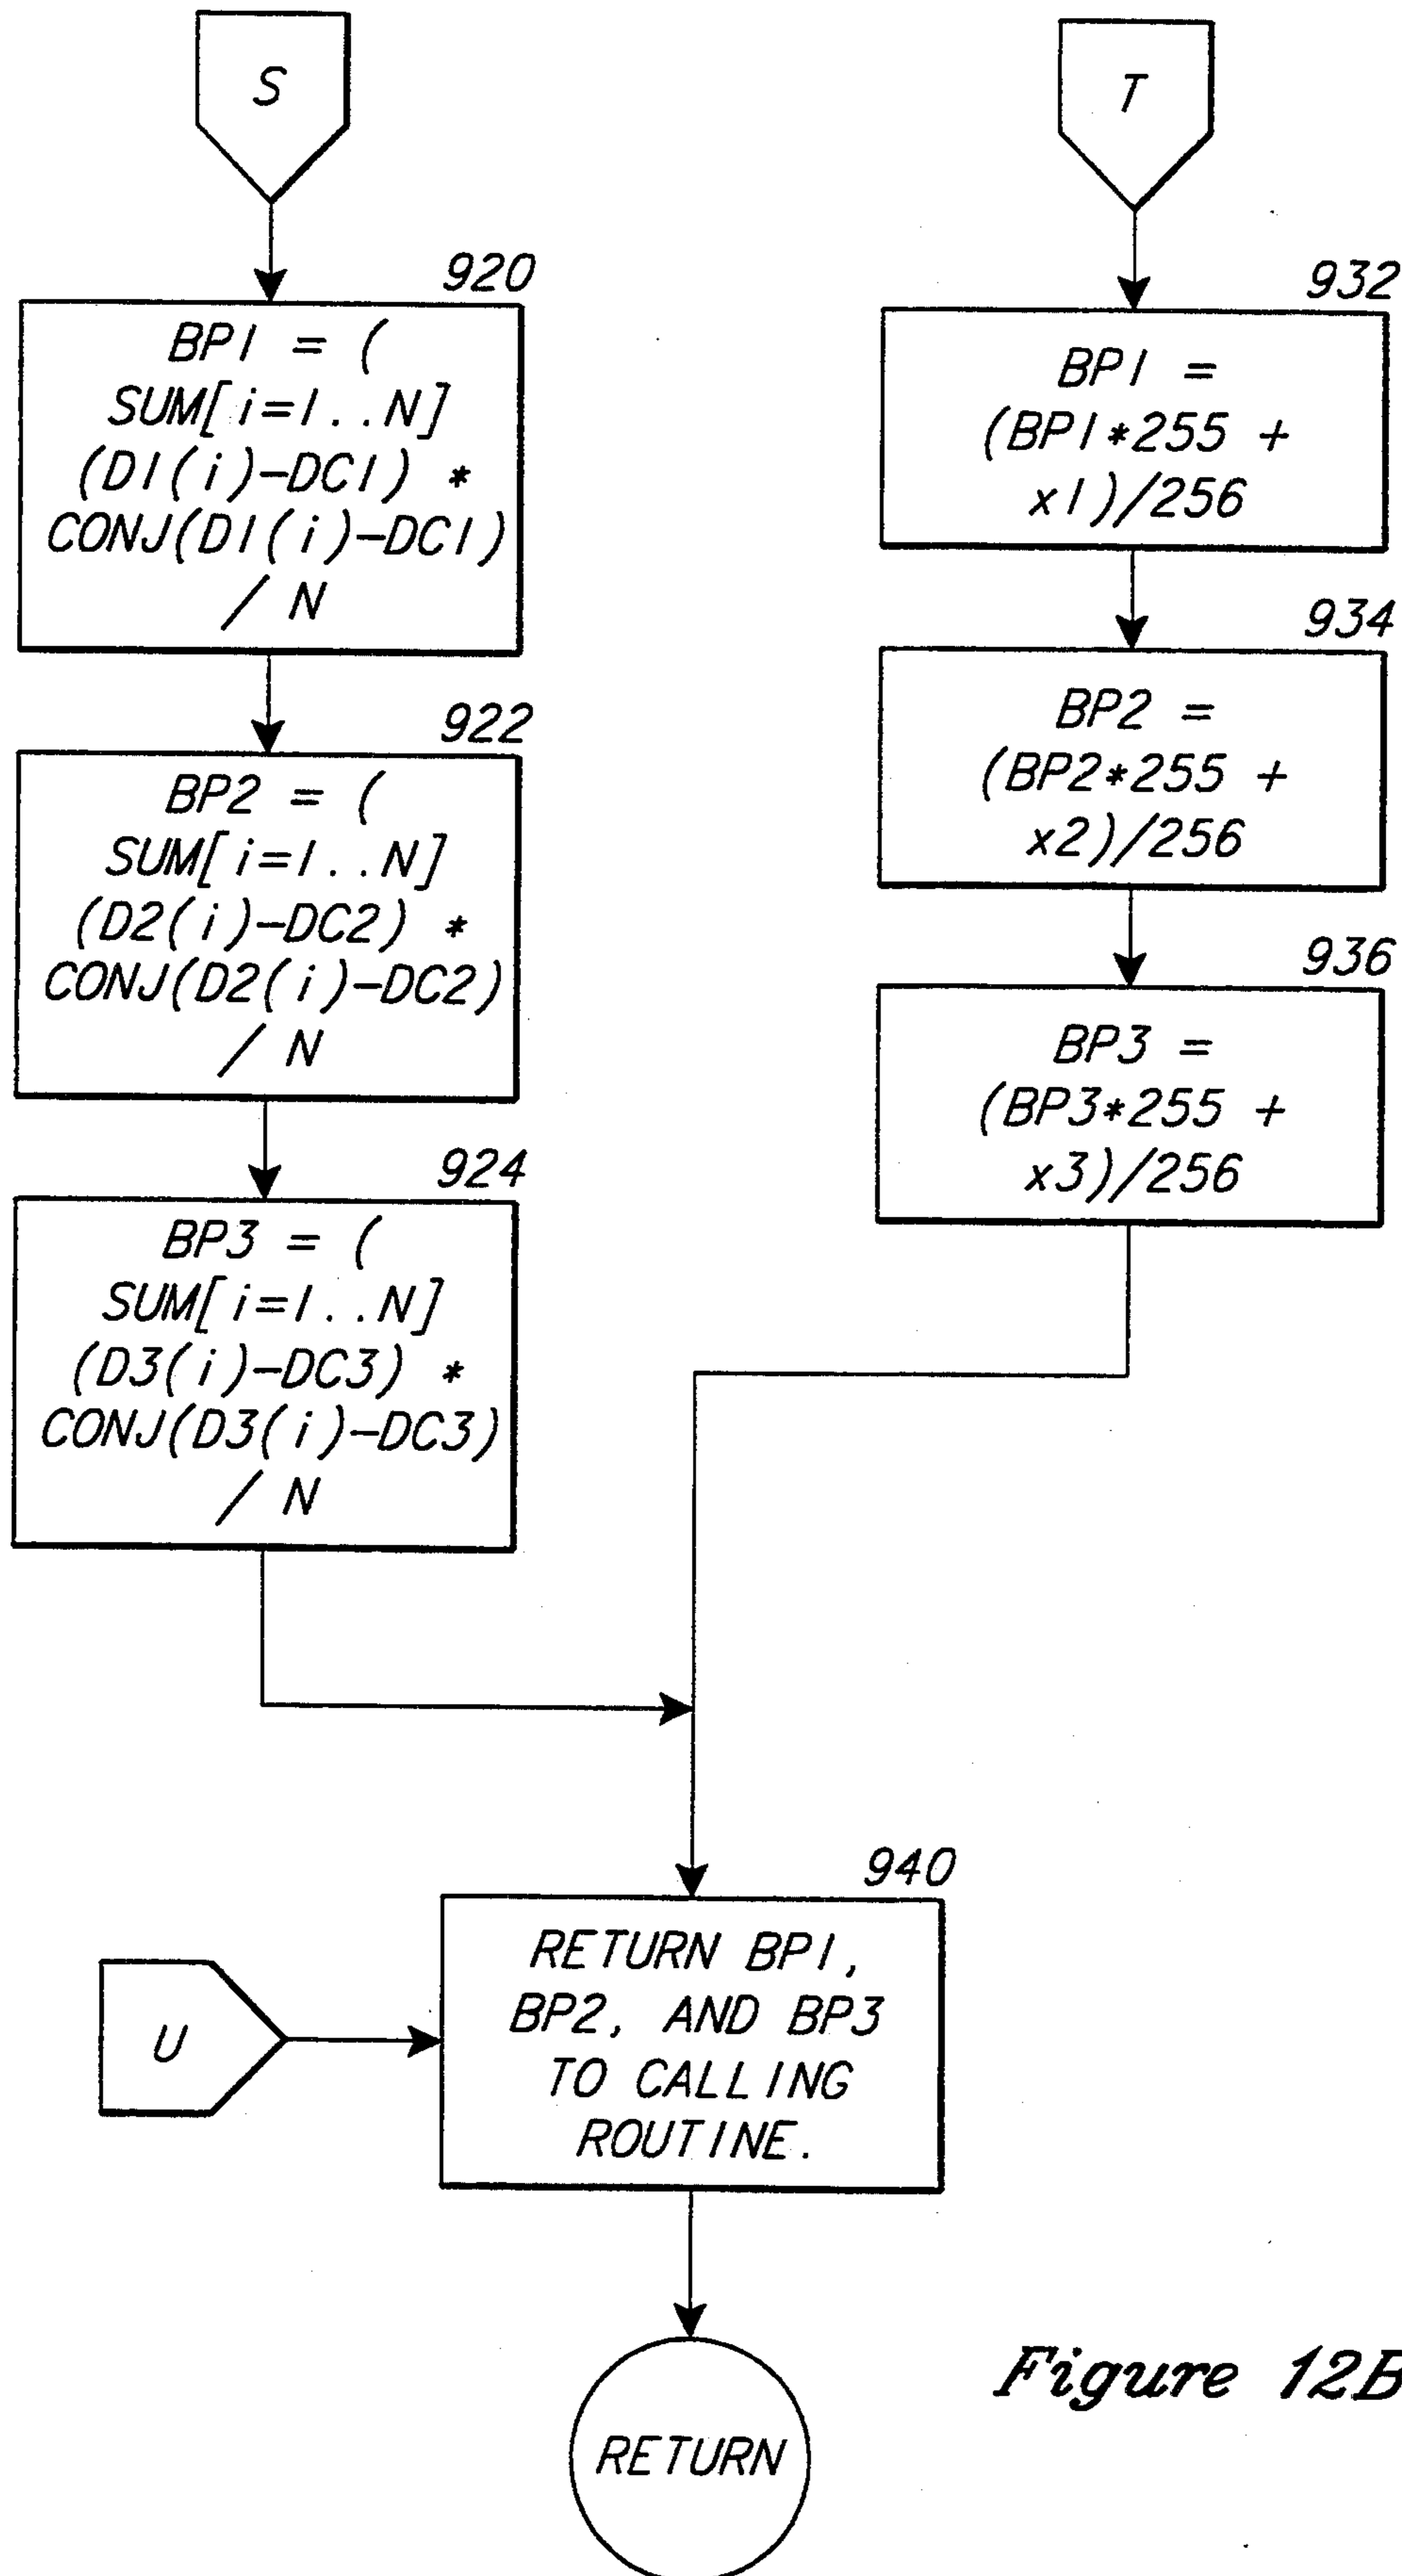 S
920
BP1 = (
SUM[i=1..N]
(D1(i)-DC1) *
CONJ(D1(i)-DC1)
/ N
922
BP2 = (
SUM[i=1..N]
(D2(i)-DC2) *
CONJ(D2(i)-DC2)
/ N
924
BP3 = (
SUM[i=1..N]
(D3(i)-DC3) *
CONJ(D3(i)-DC3)
/ N
T
932
BP1 =
(BP1*255 +
x1)/256
934
BP2 =
(BP2*255 +
x2)/256
936
BP3 =
(BP3*255 +
x3)/256
940
RETURN BP1,
BP2, AND BP3
TO CALLING
ROUTINE.
U
RETURN
Figure 12B